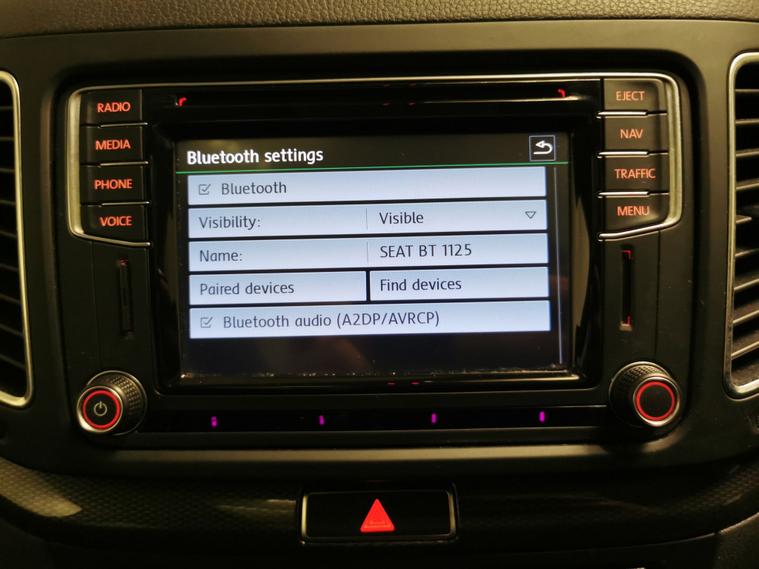 RADIO
MEDIA
PHONE
VOICE
Bluetooth settings
Bluetooth
Visibility: Visible
Name: SEAT BT 1125
Paired devices Find devices
Bluetooth audio (A2DP/AVRCP)
EJECT
NAV
TRAFFIC
MENU